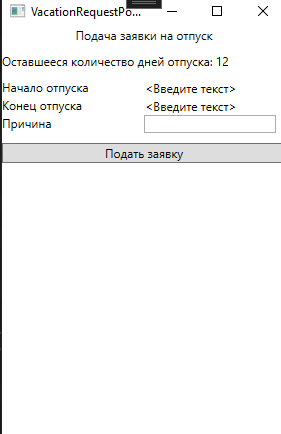 VacationRequestPo...
Подача заявки на отпуск
Оставшееся количество дней отпуска: 12
Начало отпуска <Введите текст>
Конец отпуска <Введите текст>
Причина
Подать заявку